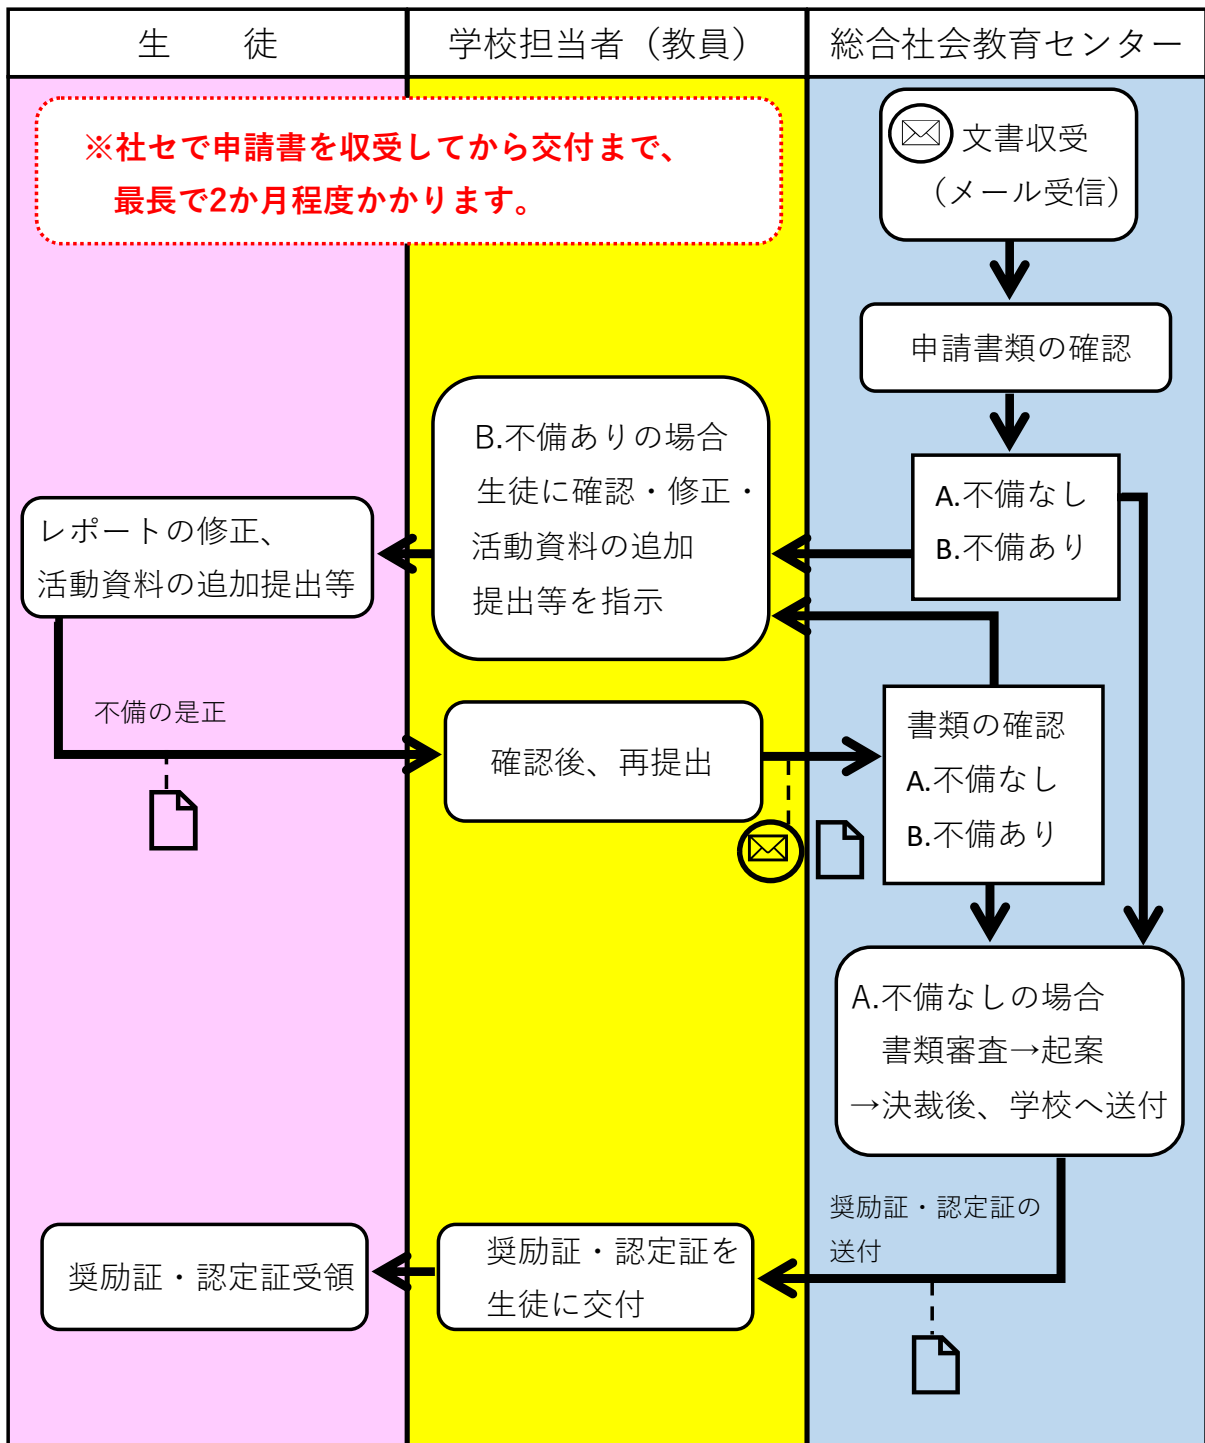 生　　徒
学校担当者（教員）
総合社会教育センター
※社セで申請書を収受してから交付まで、
最長で2か月程度かかります。
文書収受
（メール受信）
申請書類の確認
A.不備なし
B.不備あり
B.不備ありの場合
生徒に確認・修正・
活動資料の追加
提出等を指示
レポートの修正、
活動資料の追加提出等
不備の是正
確認後、再提出
書類の確認
A.不備なし
B.不備あり
A.不備なしの場合
書類審査→起案
→決裁後、学校へ送付
奨励証・認定証の
送付
奨励証・認定証を
生徒に交付
奨励証・認定証受領